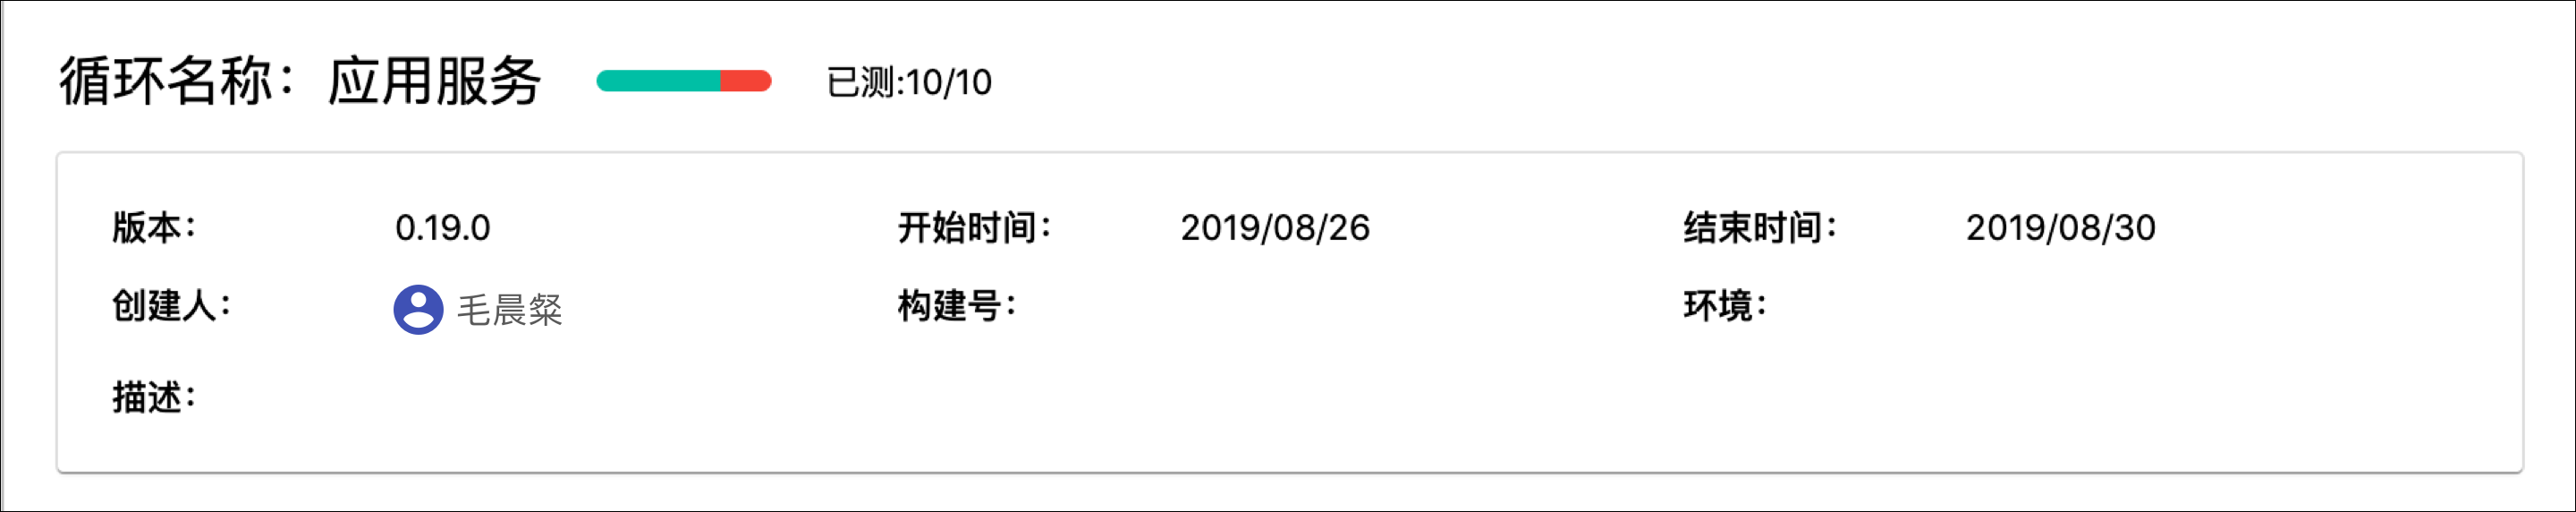 循环名称：应用服务 已测:10/10
版本： 0.19.0 开始时间： 2019/08/26 结束时间： 2019/08/30
创建人： 毛晨粲 构建号： 环境：
描述：